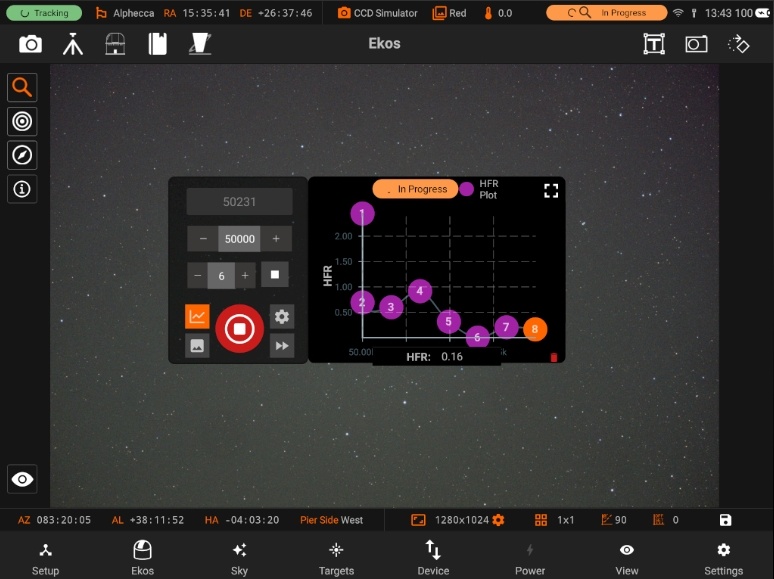 Tracking Alphecca RA 15:35:41 DE +26:37:46 CCD Simulator Red 0.0 In Progress 13:43 100
Ekos
50231
− 50000 +
− 6 +
. In Progress
HFR
Plot
HFR
2.00
1.50
1.00
0.50
1
2
3
4
5
6
7
8
HFR: 0.16
AZ 083:20:05 AL +38:11:52 HA -04:03:20 Pier Side West 1280x1024 1x1 90 0
Setup Ekos Sky Targets Device Power View Settings